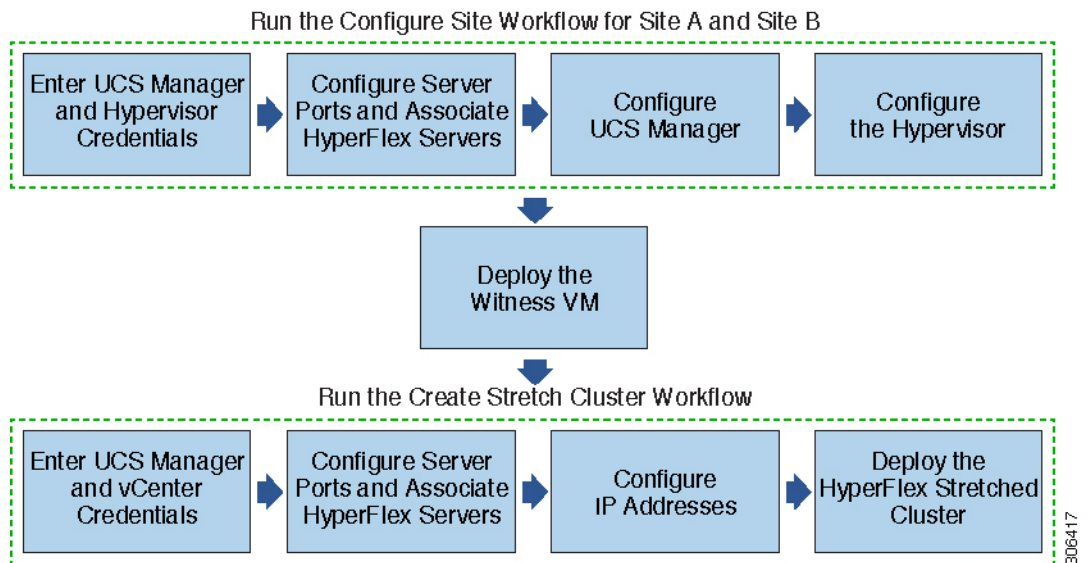 Run the Configure Site Workflow for Site A and Site B
Enter UCS Manager
and Hypervisor
Credentials
Configure Server
Ports and Associate
HyperFlex Servers
Configure
UCS Manager
Configure
the Hypervisor
Deploy the
Witness VM
Run the Create Stretch Cluster Workflow
Enter UCS Manager
and vCenter
Credentials
Configure Server
Ports and Associate
HyperFlex Servers
Configure
IP Addresses
Deploy the
HyperFlex Stretched
Cluster
306417